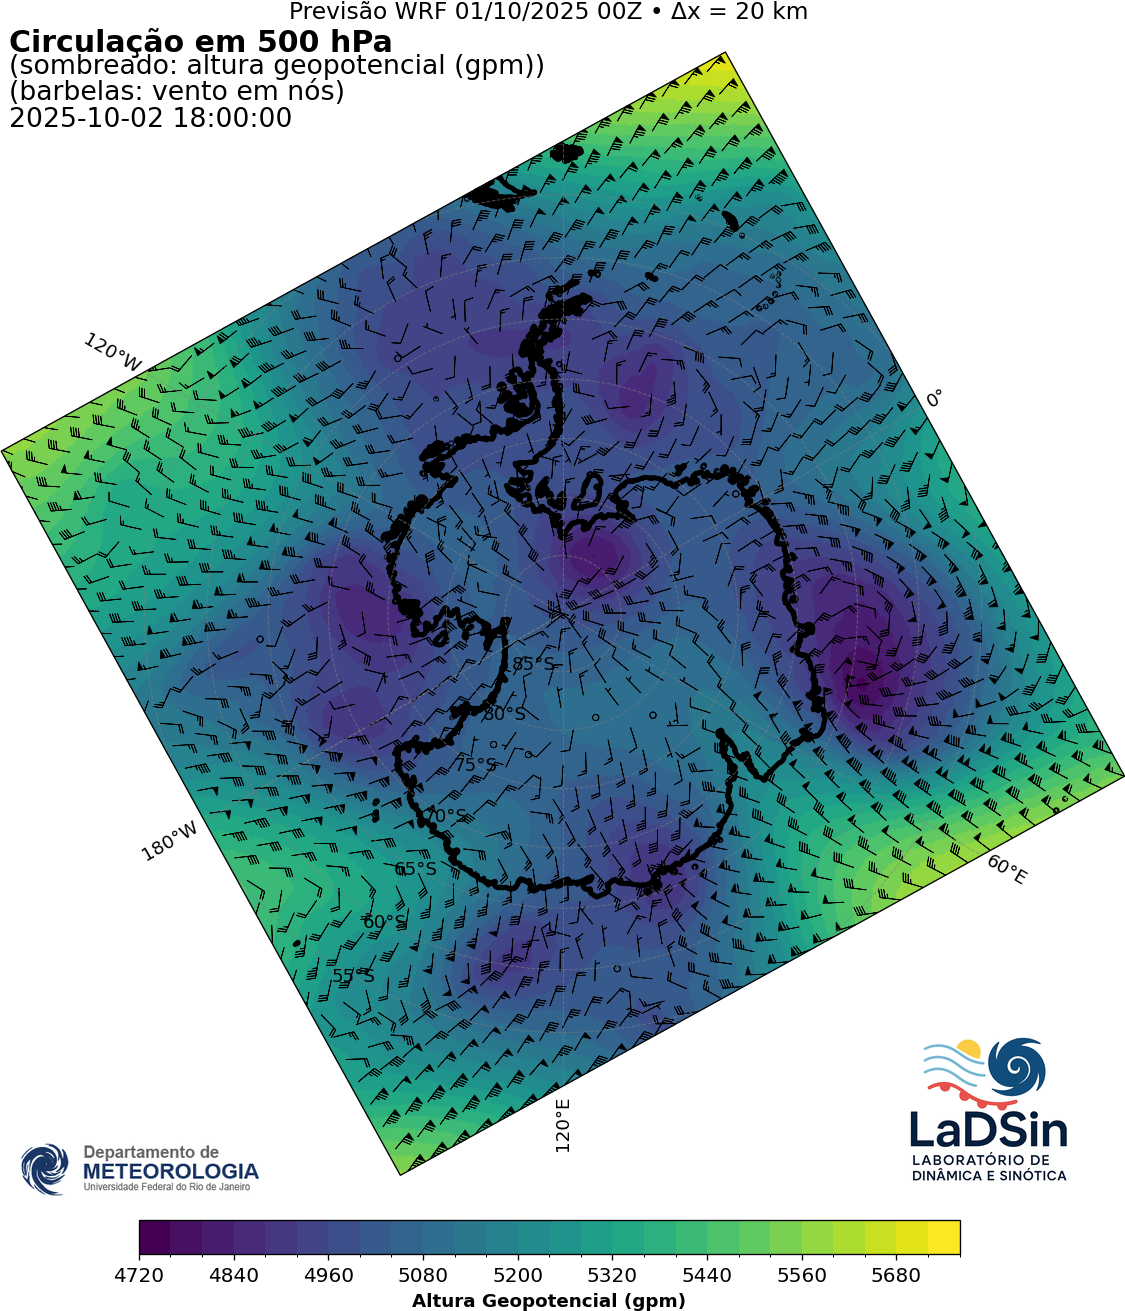 Previsão WRF 01/10/2025 00Z • Δx = 20 km
Circulação em 500 hPa
(sombreado: altura geopotencial (gpm))
(barbelas: vento em nós)
2025-10-02 18:00:00
120°W
0°
85°S
80°S
75°S
70°S
65°S
60°S
55°S
180°W
60°E
120°E
LaDSin
LABORATÓRIO DE
DINÂMICA E SINÓTICA
Departamento de
METEOROLOGIA
Universidade Federal do Rio de Janeiro
4720 4840 4960 5080 5200 5320 5440 5560 5680
Altura Geopotencial (gpm)